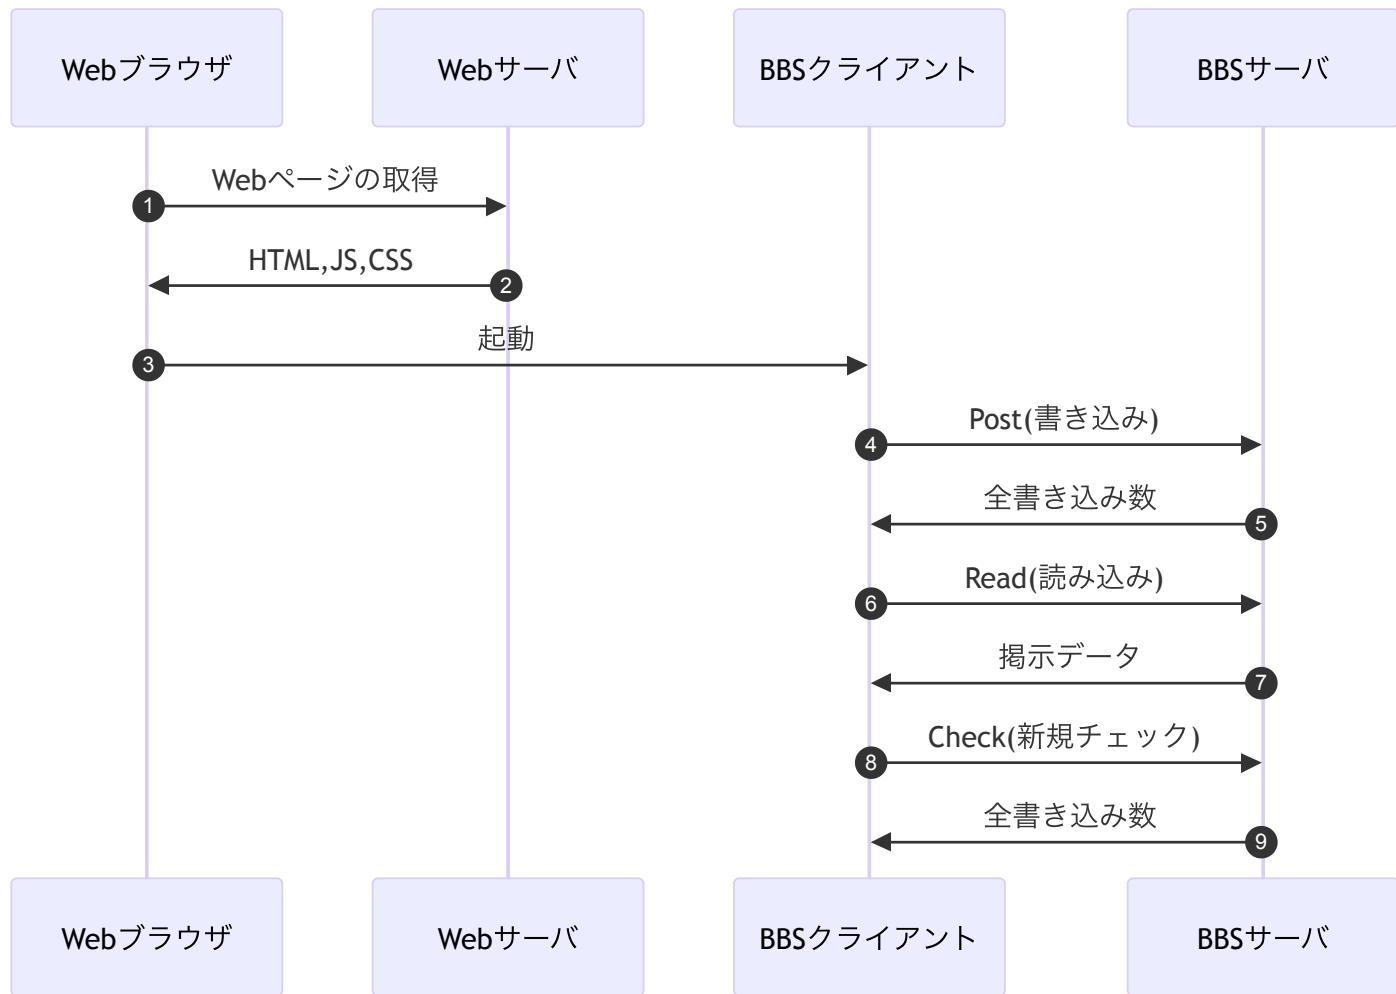 Webブラウザ
Webサーバ
BBSクライアント
BBSサーバ
Webページの取得
1
HTML,JS,CSS
2
起動
3
Post(書き込み)
4
全書き込み数
5
Read(読み込み)
6
掲示データ
7
Check(新規チェック)
8
全書き込み数
9
Webブラウザ
Webサーバ
BBSクライアント
BBSサーバ